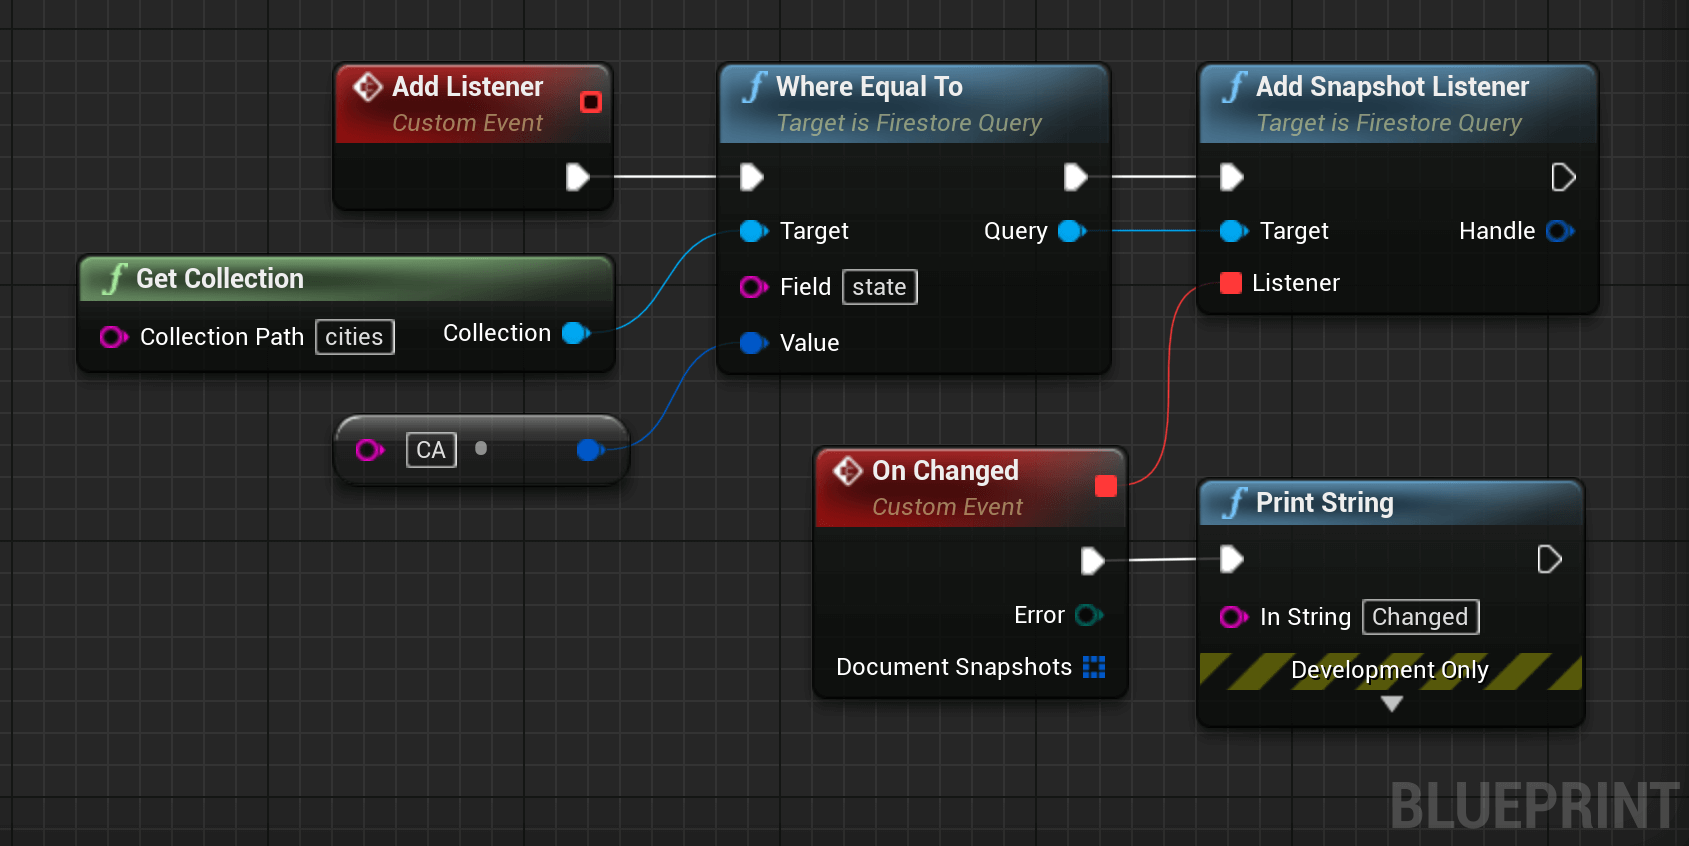 Add Listener
Custom Event
Where Equal To
Target is Firestore Query
Target
Query
Field
state
Value
Add Snapshot Listener
Target is Firestore Query
Target
Handle
Listener
Get Collection
Collection Path
cities
Collection
CA
On Changed
Custom Event
Error
Document Snapshots
Print String
In String
Changed
Development Only
BLUEPRINT